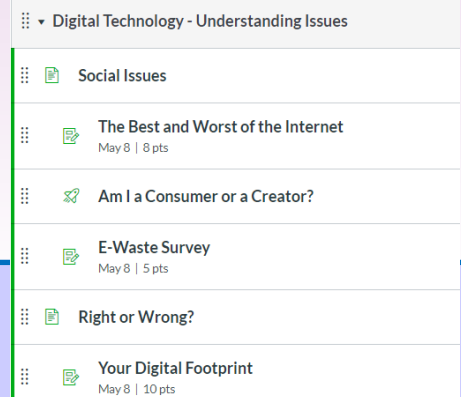 Digital Technology - Understanding Issues
Social Issues
The Best and Worst of the Internet
May 8 | 8 pts
Am I a Consumer or a Creator?
E-Waste Survey
May 8 | 5 pts
Right or Wrong?
Your Digital Footprint
May 8 | 10 pts